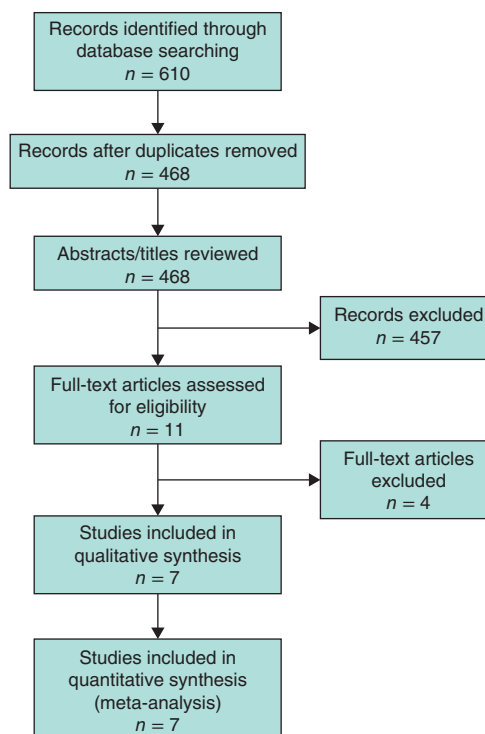 Records identified through
database searching
n = 610
Records after duplicates removed
n = 468
Abstracts/titles reviewed
n = 468
Records excluded
n = 457
Full-text articles assessed
for eligibility
n = 11
Full-text articles
excluded
n = 4
Studies included in
qualitative synthesis
n = 7
Studies included in
quantitative synthesis
(meta-analysis)
n = 7